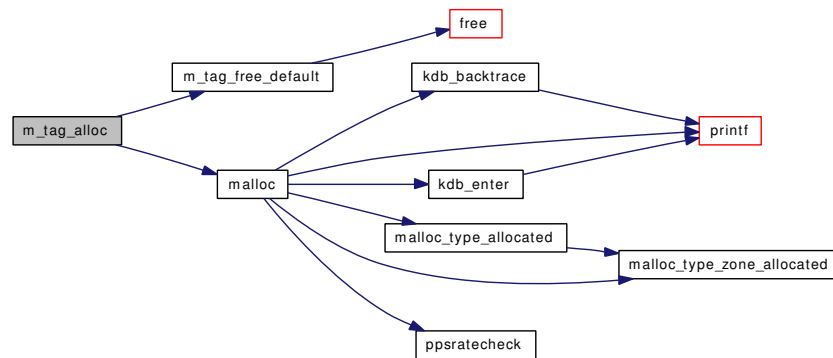 free
m_tag_free_default
kdb_backtrace
m_tag_alloc
printf
malloc
kdb_enter
malloc_type_allocated
malloc_type_zone_allocated
ppsratecheck